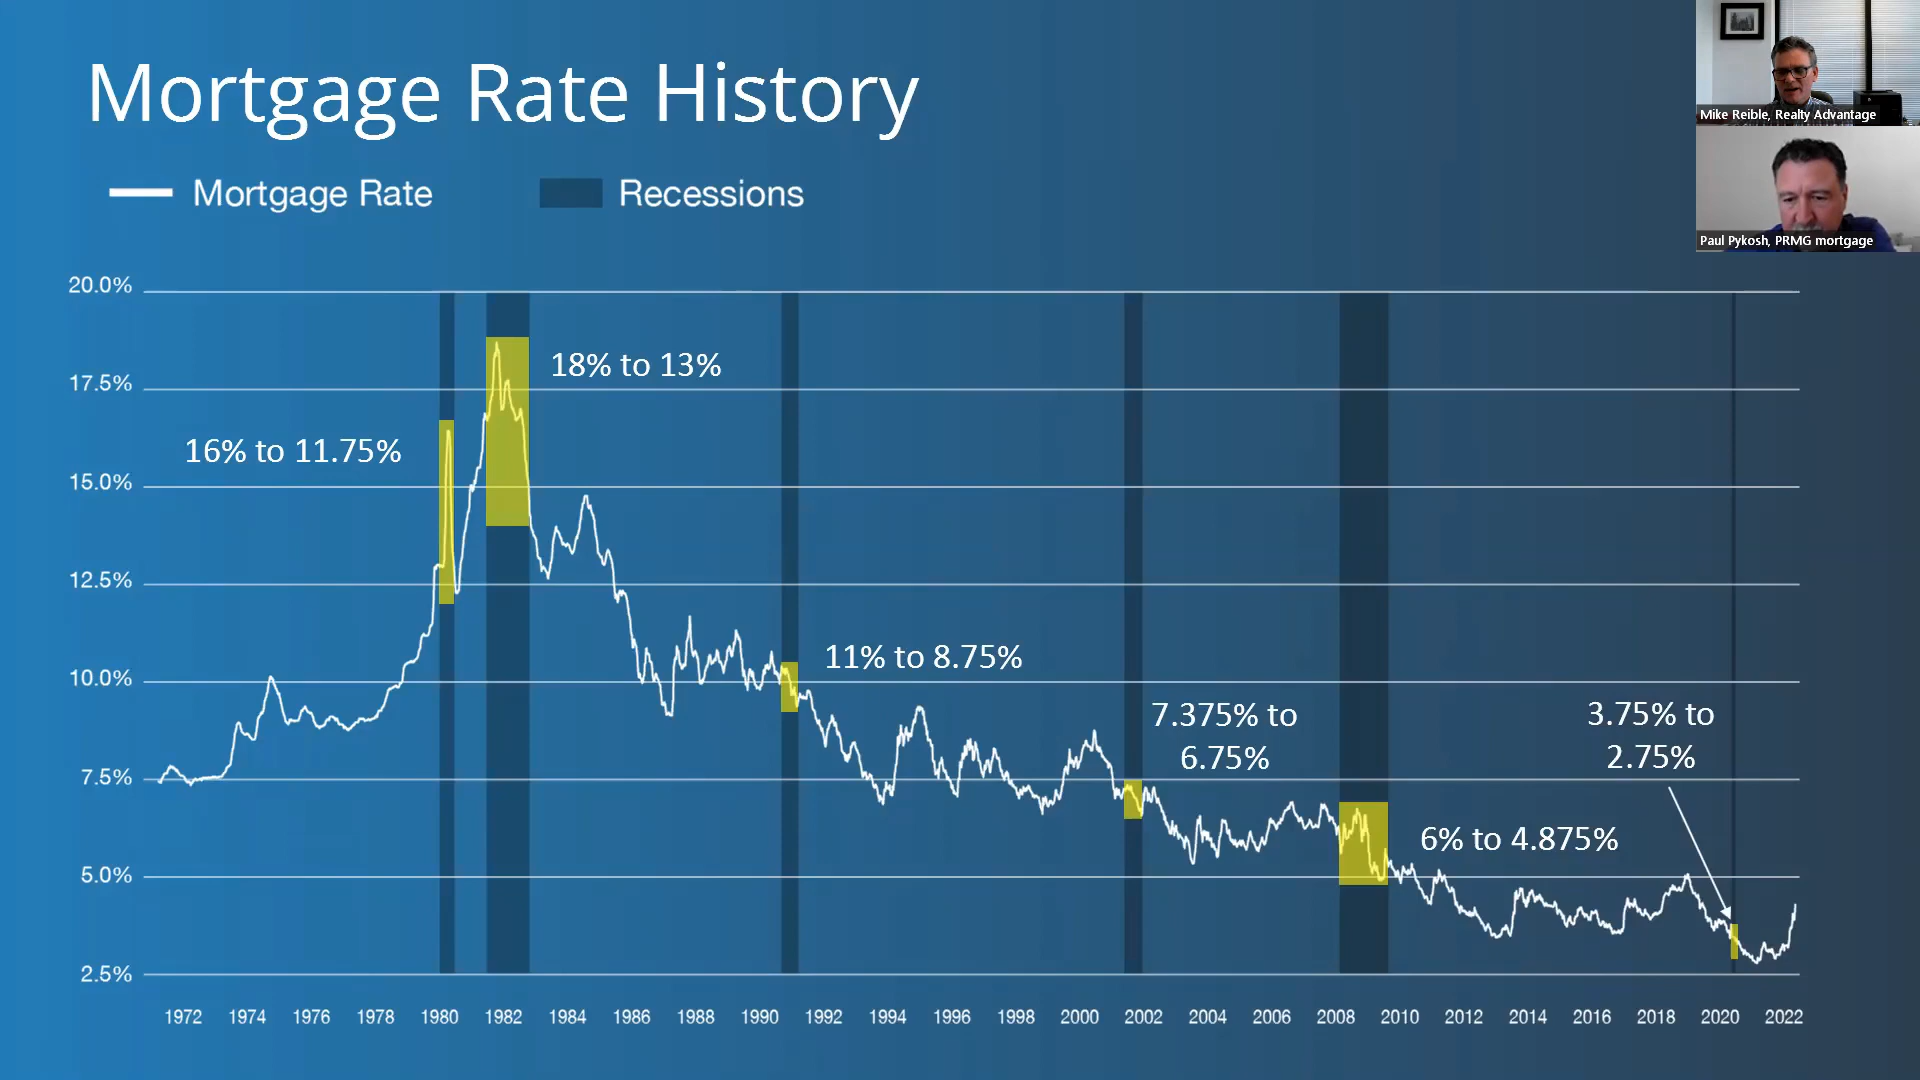 Mortgage Rate History
Mortgage Rate
Recessions
Mike Reible, Realty Advantage
Paul Pykosh, PRMG mortgage
20.0%
17.5%
15.0%
12.5%
10.0%
7.5%
5.0%
2.5%
18% to 13%
16% to 11.75%
11% to 8.75%
7.375% to
6.75%
3.75% to
2.75%
6% to 4.875%
1972 1974 1976 1978 1980 1982 1984 1986 1988 1990 1992 1994 1996 1998 2000 2002 2004 2006 2008 2010 2012 2014 2016 2018 2020 2022